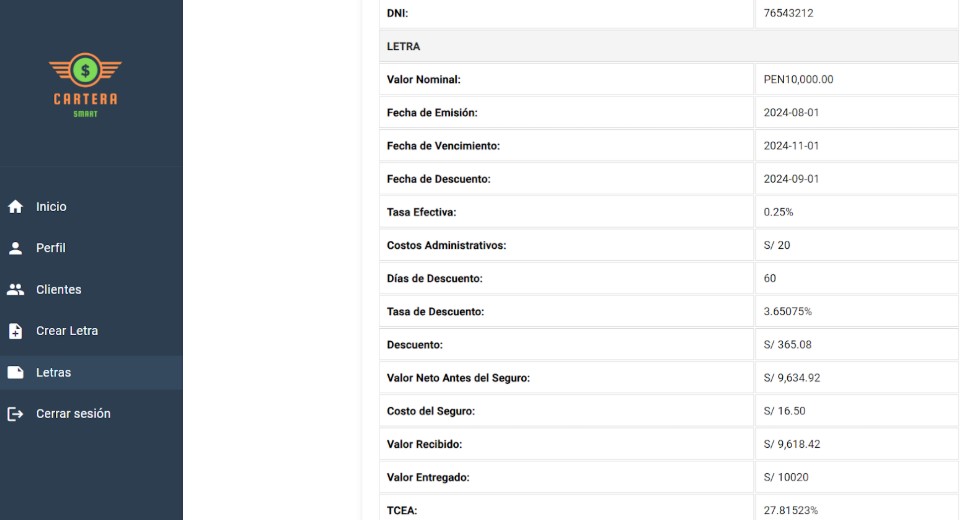 $
CARTERA
SMART
Inicio
Perfil
Clientes
Crear Letra
Letras
Cerrar sesión
DNI: 76543212
LETRA
Valor Nominal: PEN10,000.00
Fecha de Emisión: 2024-08-01
Fecha de Vencimiento: 2024-11-01
Fecha de Descuento: 2024-09-01
Tasa Efectiva: 0.25%
Costos Administrativos: S/ 20
Días de Descuento: 60
Tasa de Descuento: 3.65075%
Descuento: S/ 365.08
Valor Neto Antes del Seguro: S/ 9,634.92
Costo del Seguro: S/ 16.50
Valor Recibido: S/ 9,618.42
Valor Entregado: S/ 10020
TCEA: 27.81523%